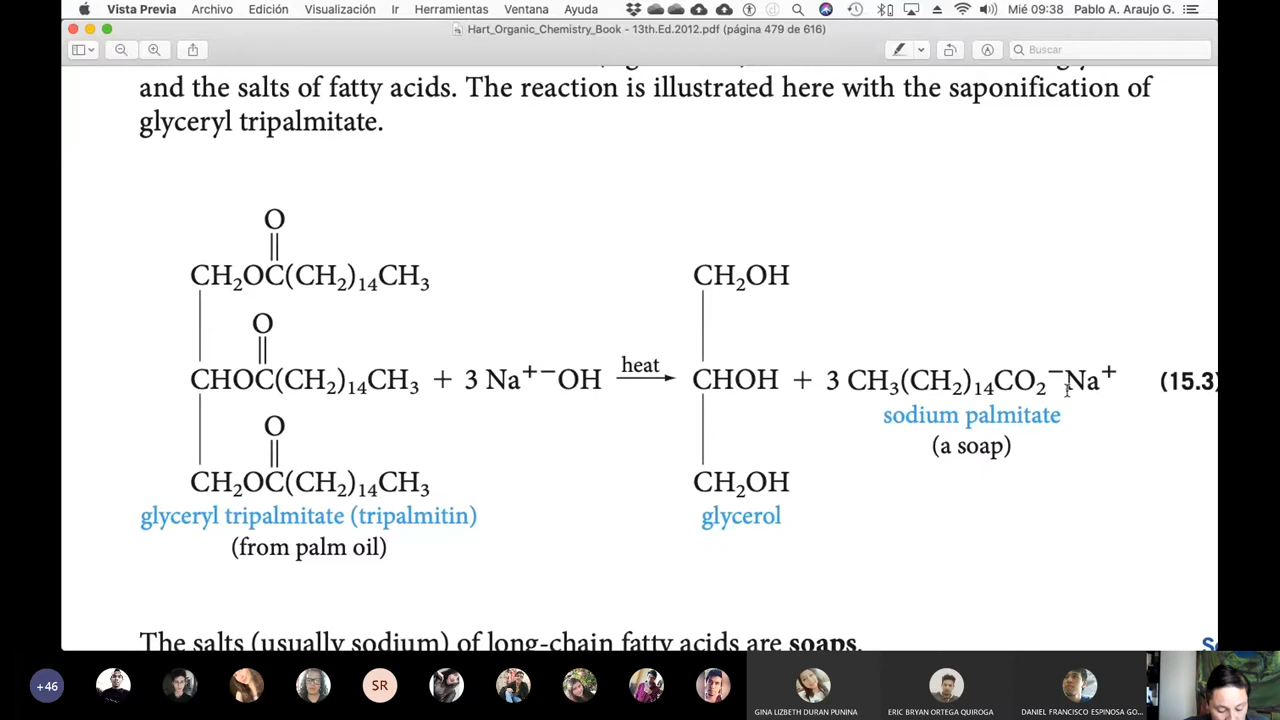 Vista Previa Archivo Edición Visualización Ir Herramientas Ventana Ayuda Mié 09:38 Pablo A. Araujo G.
Hart_Organic_Chemistry_Book - 13th.Ed.2012.pdf (página 479 de 616)
Buscar
and the salts of fatty acids. The reaction is illustrated here with the saponification of
glyceryl tripalmitate.
O
CH₂OC(CH₂)₁₄CH₃ CH₂OH
O
CHOC(CH₂)₁₄CH₃ + 3 Na⁺⁻OH heat CHOH + 3 CH₃(CH₂)₁₄CO₂⁻Na⁺ (15.3)
sodium palmitate
(a soap)
O
CH₂OC(CH₂)₁₄CH₃ CH₂OH
glyceryl tripalmitate (tripalmitin) glycerol
(from palm oil)
The salts (usually sodium) of long-chain fatty acids are soaps.
+46 SR
GINA LIZBETH DURAN PUNINA ERIC BRYAN ORTEGA QUIROGA DANIEL FRANCISCO ESPINOSA GO...